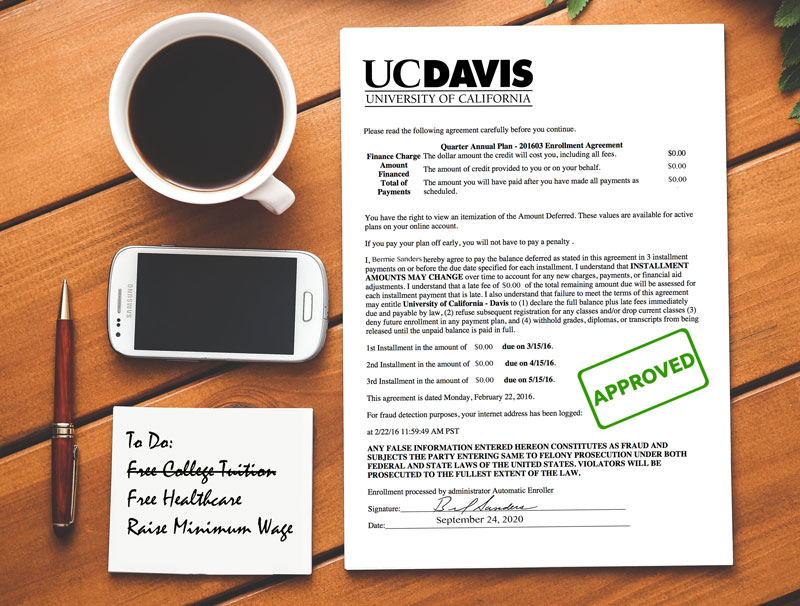 UCDAVIS
UNIVERSITY OF CALIFORNIA
Please read the following agreement carefully before you continue.
Quarter Annual Plan - 201603 Enrollment Agreement
Finance Charge The dollar amount the credit will cost you, including all fees. $0.00
Amount Financed The amount of credit provided to you or on your behalf. $0.00
Total of Payments The amount you will have paid after you have made all payments as scheduled. $0.00
You have the right to view an itemization of the Amount Deferred. These values are available for active
plans on your online account.
If you pay your plan off early, you will not have to pay a penalty .
I, Bermie Sanders hereby agree to pay the balance deferred as stated in this agreement in 3 installment
payments on or before the due date specified for each installment. I understand that INSTALLMENT
AMOUNTS MAY CHANGE over time to account for any new charges, payments, or financial aid
adjustments. I understand that a late fee of $0.00 of the total remaining amount due will be assessed for
each installment payment that is late. I also understand that failure to meet the terms of this agreement
may entitle University of California - Davis to (1) declare the full balance plus late fees immediately
due and payable by law, (2) refuse subsequent registration for any classes and/or drop current classes (3)
deny future enrollment in any payment plan, and (4) withhold grades, diplomas, or transcripts from being
released until the unpaid balance is paid in full.
1st Installment in the amount of $0.00 due on 3/15/16.
2nd Installment in the amount of $0.00 due on 4/15/16.
3rd Installment in the amount of $0.00 due on 5/15/16.
This agreement is dated Monday, February 22, 2016.
For fraud detection purposes, your internet address has been logged:
at 2/22/16 11:59:49 AM PST
ANY FALSE INFORMATION ENTERED HEREON CONSTITUTES AS FRAUD AND
SUBJECTS THE PARTY ENTERING SAME TO FELONY PROSECUTION UNDER BOTH
FEDERAL AND STATE LAWS OF THE UNITED STATES. VIOLATORS WILL BE
PROSECUTED TO THE FULLEST EXTENT OF THE LAW.
Enrollment processed by administrator Automatic Enroller
Signature: Sanders
Date: September 24, 2020
APPROVED
SAMSUNG
To Do:
Free College Tuition
Free Healthcare
Raise Minimum Wage